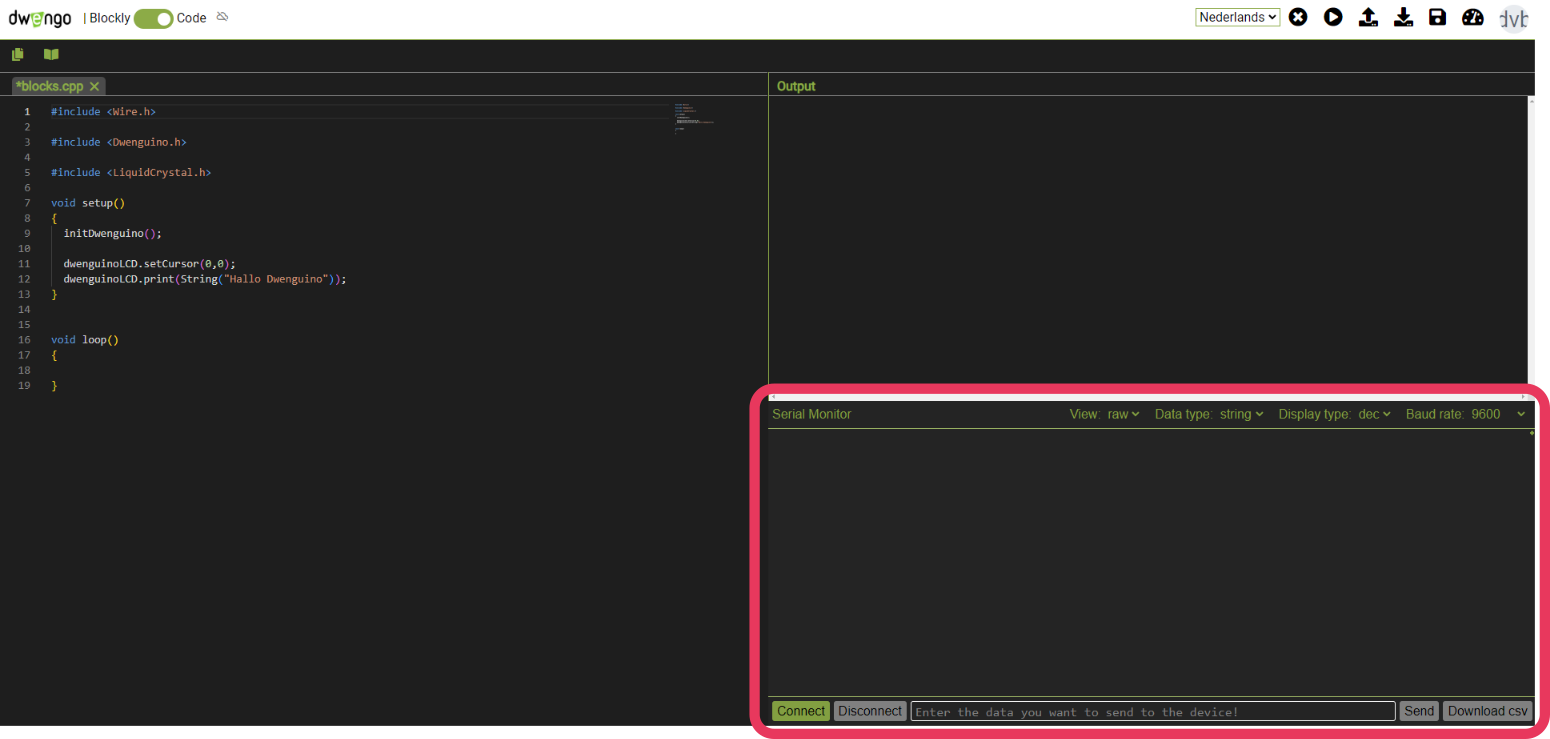 dwengo | Blockly Code Nederlands dvb
*blocks.cpp Output
1 #include <Wire.h>
2
3 #include <Dwenguino.h>
4
5 #include <LiquidCrystal.h>
6
7 void setup()
8 {
9 initDwenguino();
10
11 dwenguinoLCD.setCursor(0,0);
12 dwenguinoLCD.print(String("Hallo Dwenguino"));
13 }
14
15
16 void loop()
17 {
18
19 }
Serial Monitor View: raw Data type: string Display type: dec Baud rate: 9600
Connect Disconnect Enter the data you want to send to the device! Send Download csv